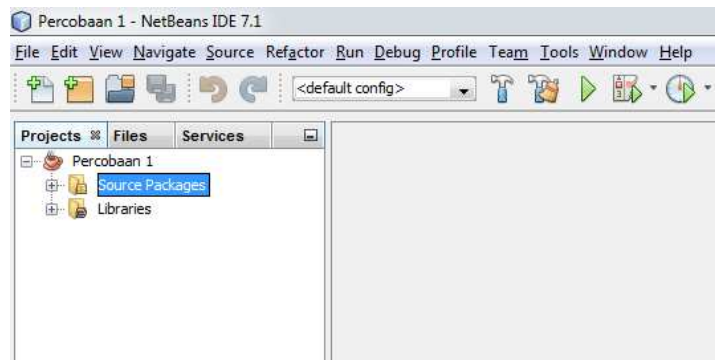 Percobaan 1 - NetBeans IDE 7.1
File Edit View Navigate Source Refactor Run Debug Profile Team Tools Window Help
<default config>
Projects Files Services
Percobaan 1
Source Packages
Libraries